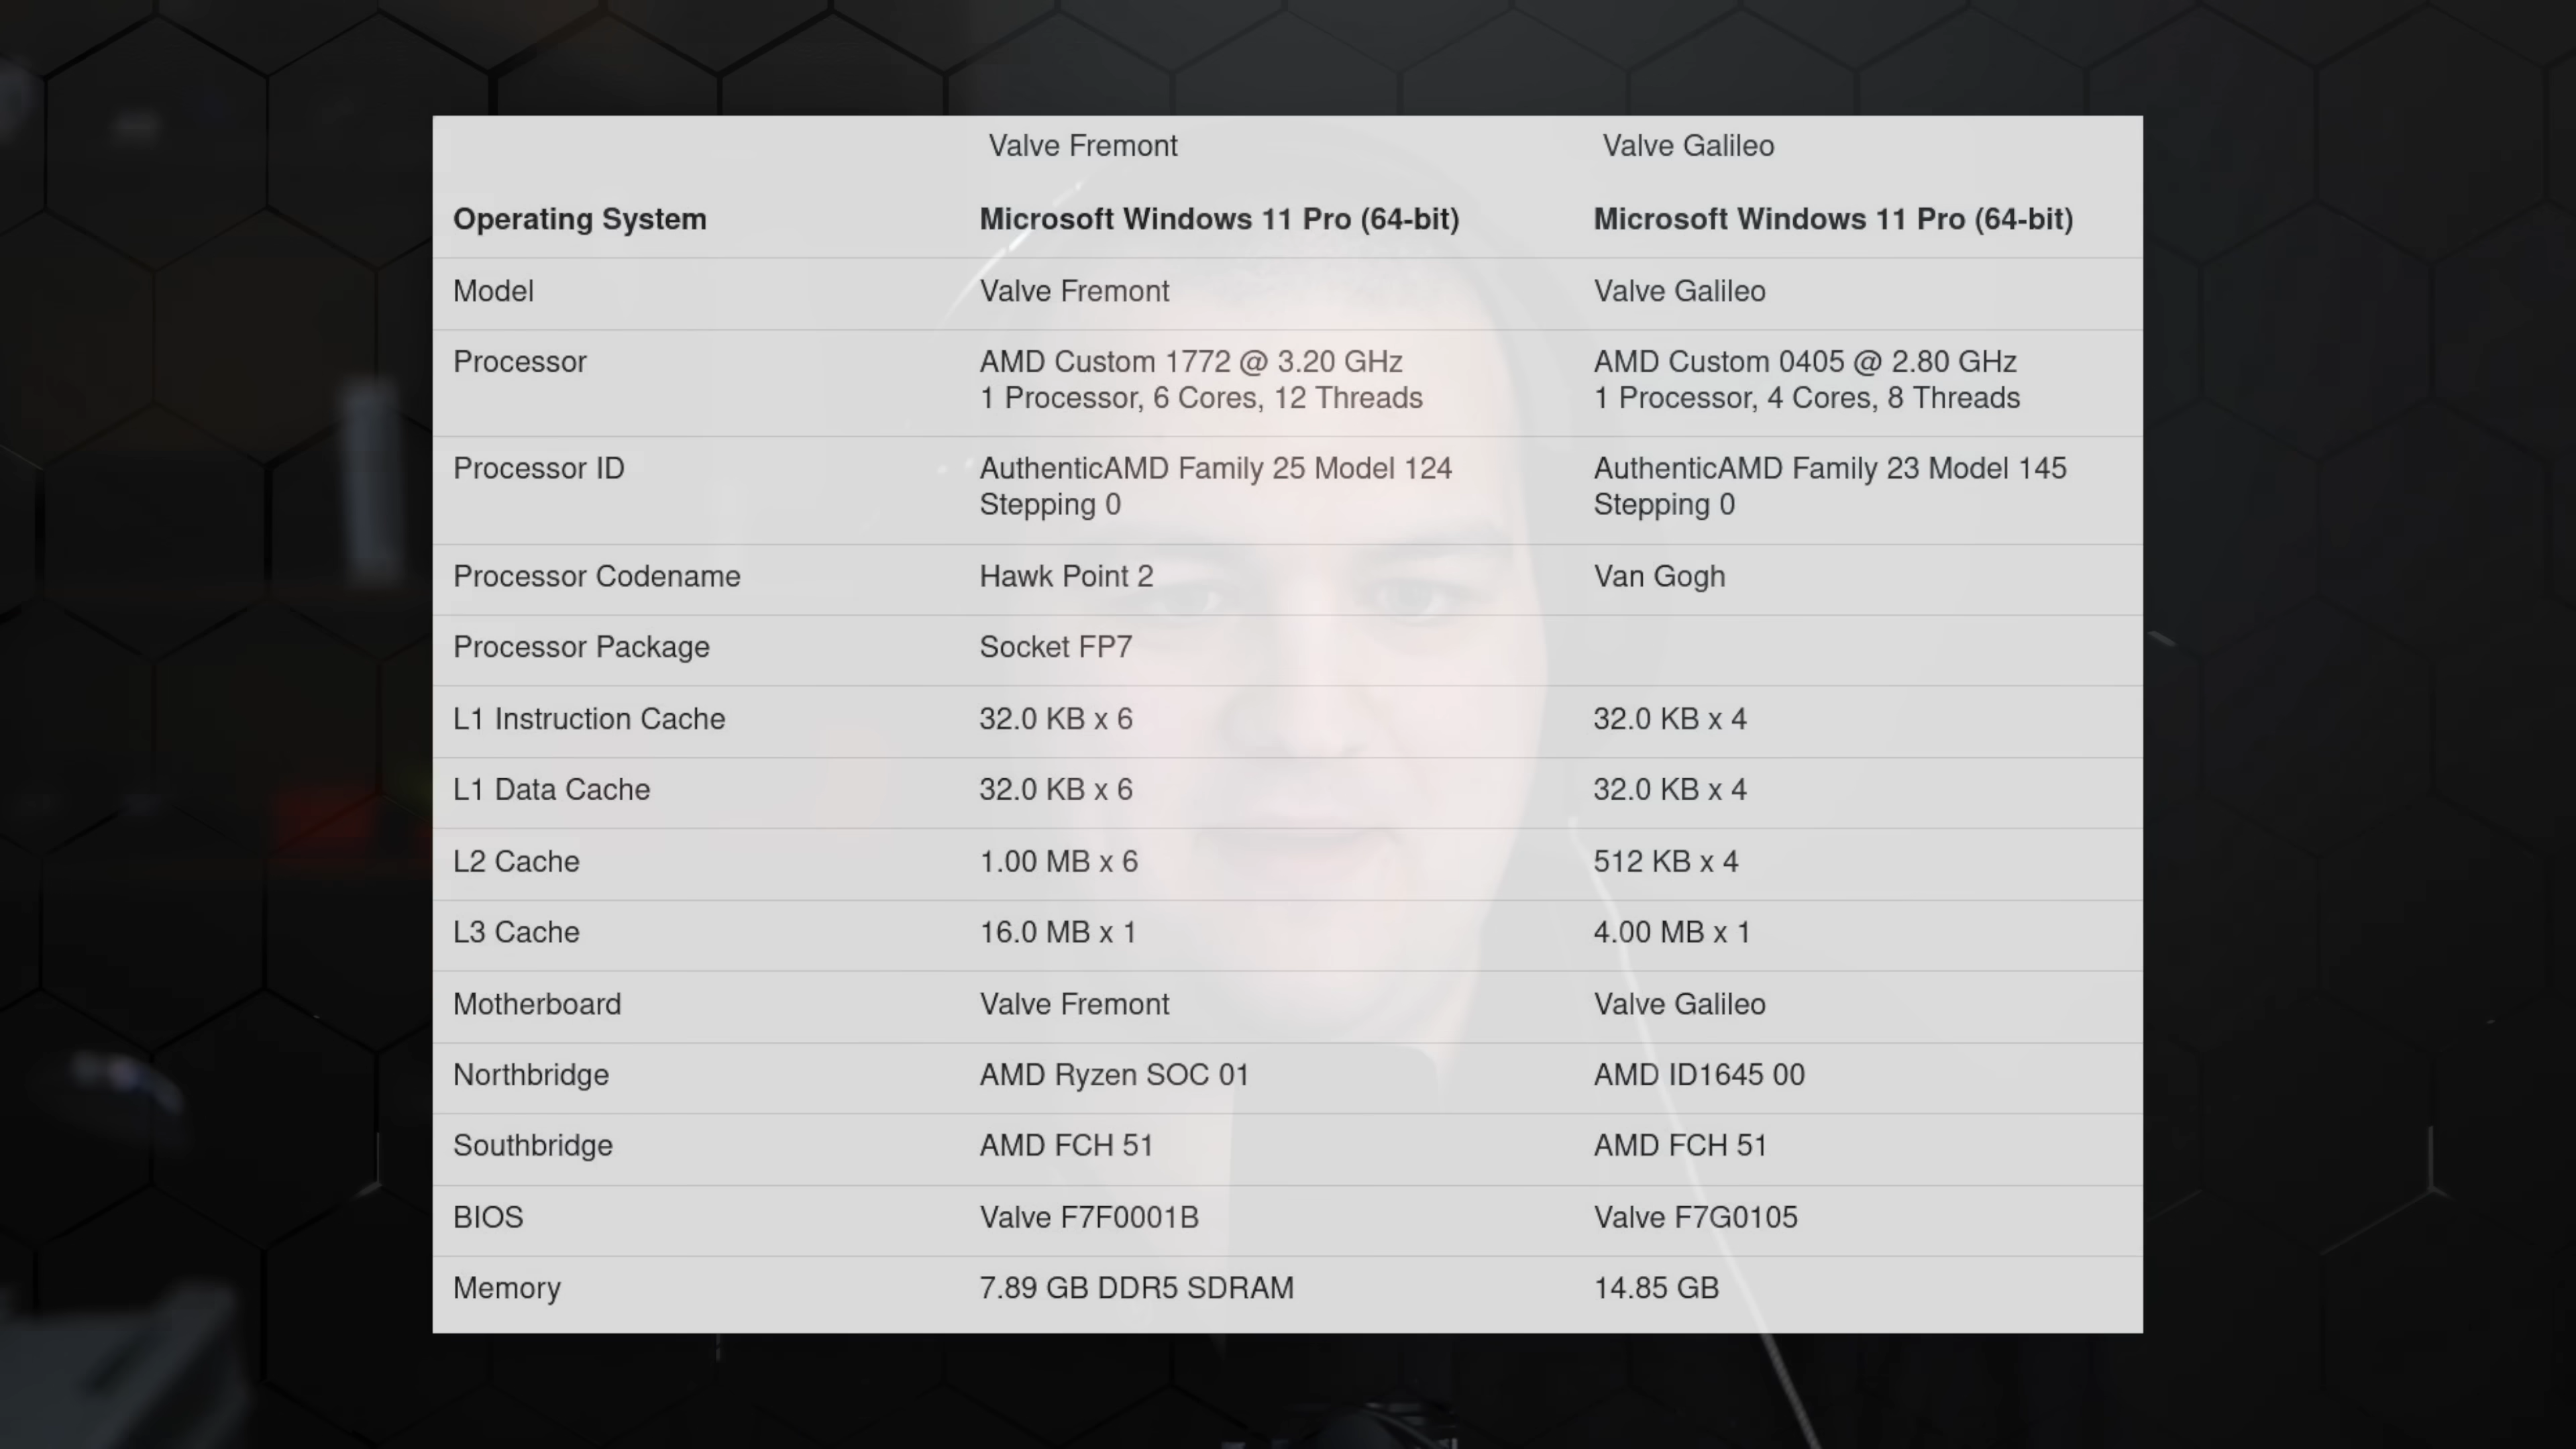 Valve Fremont Valve Galileo
Operating System Microsoft Windows 11 Pro (64-bit) Microsoft Windows 11 Pro (64-bit)
Model Valve Fremont Valve Galileo
Processor AMD Custom 1772 @ 3.20 GHz AMD Custom 0405 @ 2.80 GHz
1 Processor, 6 Cores, 12 Threads 1 Processor, 4 Cores, 8 Threads
Processor ID AuthenticAMD Family 25 Model 124 AuthenticAMD Family 23 Model 145
Stepping 0 Stepping 0
Processor Codename Hawk Point 2 Van Gogh
Processor Package Socket FP7
L1 Instruction Cache 32.0 KB x 6 32.0 KB x 4
L1 Data Cache 32.0 KB x 6 32.0 KB x 4
L2 Cache 1.00 MB x 6 512 KB x 4
L3 Cache 16.0 MB x 1 4.00 MB x 1
Motherboard Valve Fremont Valve Galileo
Northbridge AMD Ryzen SOC 01 AMD ID1645 00
Southbridge AMD FCH 51 AMD FCH 51
BIOS Valve F7F0001B Valve F7G0105
Memory 7.89 GB DDR5 SDRAM 14.85 GB